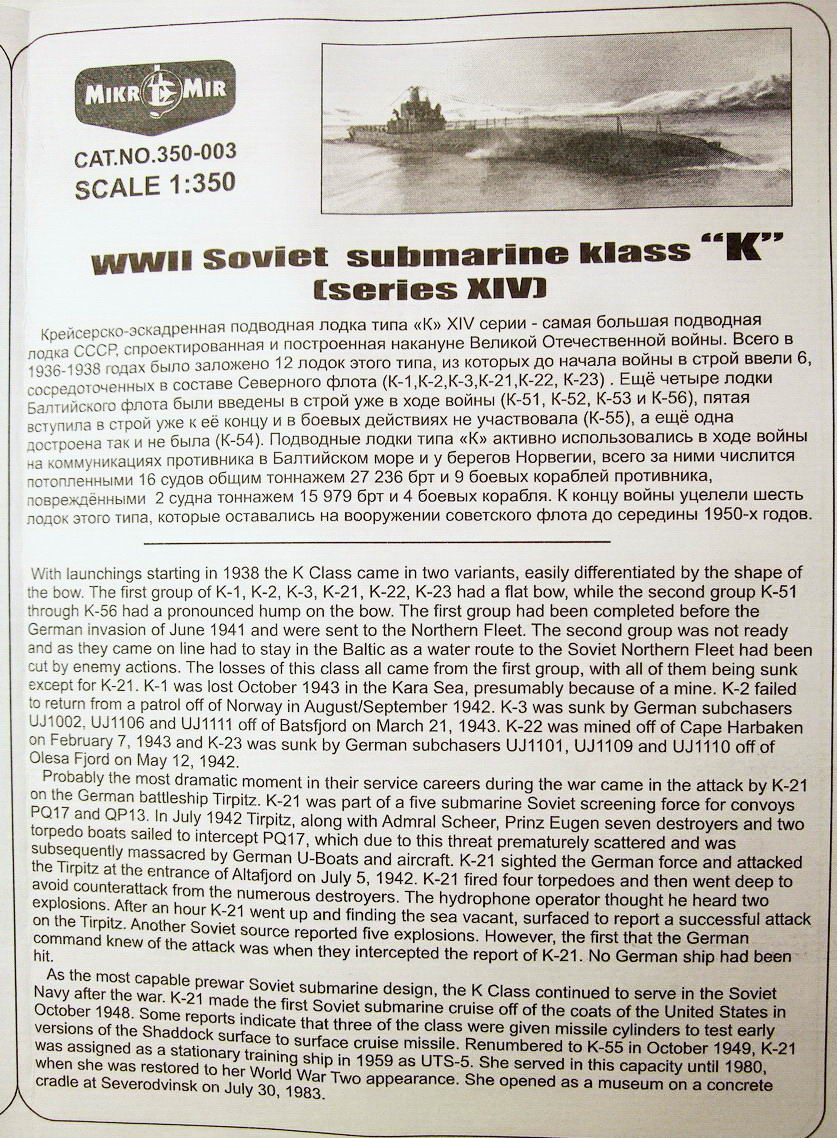 MIKR MIR
CAT.NO.350-003
SCALE 1:350
WWII Soviet submarine klass “K”
(series XIV)
Крейсерско-эскадренная подводная лодка типа «К» XIV серии - самая большая подводная
лодка СССР, спроектированная и построенная накануне Великой Отечественной войны. Всего в
1936-1938 годах было заложено 12 лодок этого типа, из которых до начала войны в строй ввели 6,
сосредоточенных в составе Северного флота (К-1,К-2,К-3,К-21,К-22, К-23) . Ещё четыре лодки
Балтийского флота были введены в строй уже в ходе войны (К-51, К-52, К-53 и К-56), пятая
вступила в строй уже к её концу и в боевых действиях не участвовала (К-55), а ещё одна
достроена так и не была (К-54). Подводные лодки типа «К» активно использовались в ходе войны
на коммуникациях противника в Балтийском море и у берегов Норвегии, всего за ними числится
потопленными 16 судов общим тоннажем 27 236 брт и 9 боевых кораблей противника,
повреждёнными 2 судна тоннажем 15 979 брт и 4 боевых корабля. К концу войны уцелели шесть
лодок этого типа, которые оставались на вооружении советского флота до середины 1950-х годов.
With launchings starting in 1938 the K Class came in two variants, easily differentiated by the shape of
the bow. The first group of K-1, K-2, K-3, K-21, K-22, K-23 had a flat bow, while the second group K-51
through K-56 had a pronounced hump on the bow. The first group had been completed before the
German invasion of June 1941 and were sent to the Northern Fleet. The second group was not ready
and as they came on line had to stay in the Baltic as a water route to the Soviet Northern Fleet had been
cut by enemy actions. The losses of this class all came from the first group, with all of them being sunk
except for K-21. K-1 was lost October 1943 in the Kara Sea, presumably because of a mine. K-2 failed
to return from a patrol off of Norway in August/September 1942. K-3 was sunk by German subchasers
UJ1002, UJ1106 and UJ1111 off of Batsfjord on March 21, 1943. K-22 was mined off of Cape Harbaken
on February 7, 1943 and K-23 was sunk by German subchasers UJ1101, UJ1109 and UJ1110 off of
Olesa Fjord on May 12, 1942.
Probably the most dramatic moment in their service careers during the war came in the attack by K-21
on the German battleship Tirpitz. K-21 was part of a five submarine Soviet screening force for convoys
PQ17 and QP13. In July 1942 Tirpitz, along with Admral Scheer, Prinz Eugen seven destroyers and two
torpedo boats sailed to intercept PQ17, which due to this threat prematurely scattered and was
subsequently massacred by German U-Boats and aircraft. K-21 sighted the German force and attacked
the Tirpitz at the entrance of Altafjord on July 5, 1942. K-21 fired four torpedoes and then went deep to
avoid counterattack from the numerous destroyers. The hydrophone operator thought he heard two
explosions. After an hour K-21 went up and finding the sea vacant, surfaced to report a successful attack
on the Tirpitz. Another Soviet source reported five explosions. However, the first that the German
command knew of the attack was when they intercepted the report of K-21. No German ship had been
hit.
As the most capable prewar Soviet submarine design, the K Class continued to serve in the Soviet
Navy after the war. K-21 made the first Soviet submarine cruise off of the coats of the United States in
October 1948. Some reports indicate that three of the class were given missile cylinders to test early
versions of the Shaddock surface to surface cruise missile. Renumbered to K-55 in October 1949, K-21
was assigned as a stationary training ship in 1959 as UTS-5. She served in this capacity until 1980,
when she was restored to her World War Two appearance. She opened as a museum on a concrete
cradle at Severodvinsk on July 30, 1983.